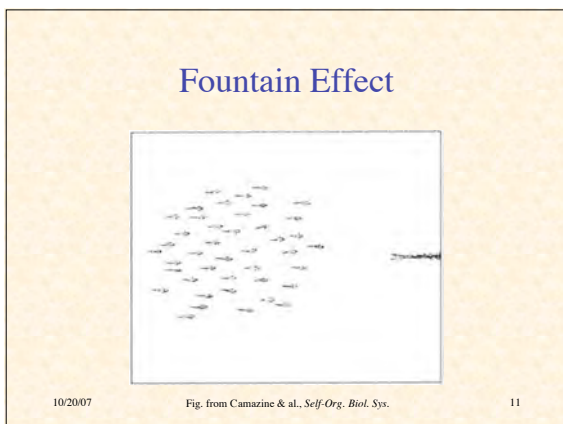 Fountain Effect
10/20/07 Fig. from Camazine & al., Self-Org. Biol. Sys. 11